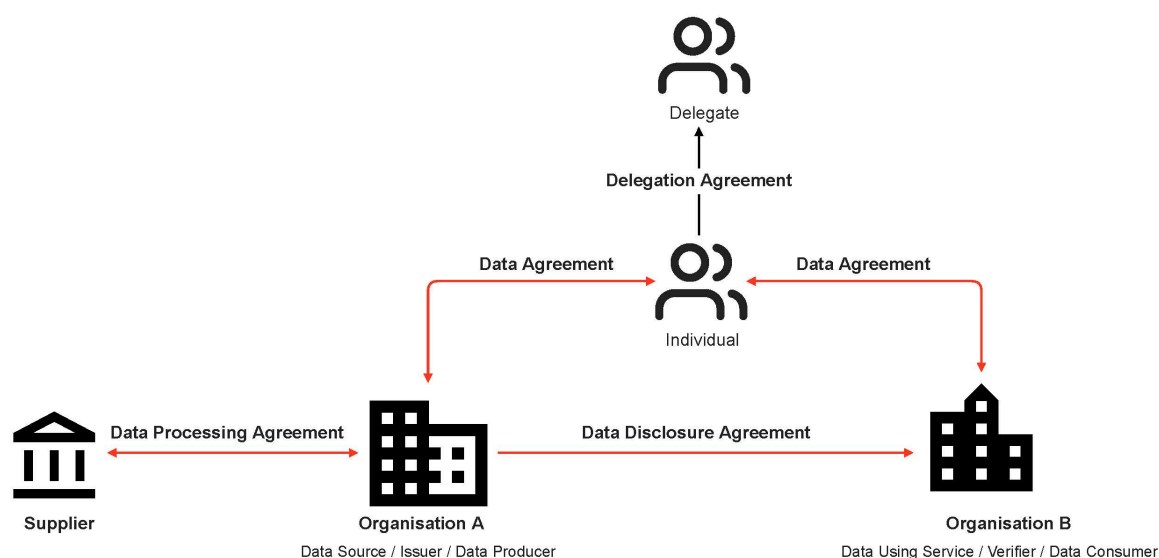 Delegate
Delegation Agreement
Data Agreement
Data Agreement
Individual
Data Processing Agreement
Data Disclosure Agreement
Supplier
Organisation A
Organisation B
Data Source / Issuer / Data Producer
Data Using Service / Verifier / Data Consumer